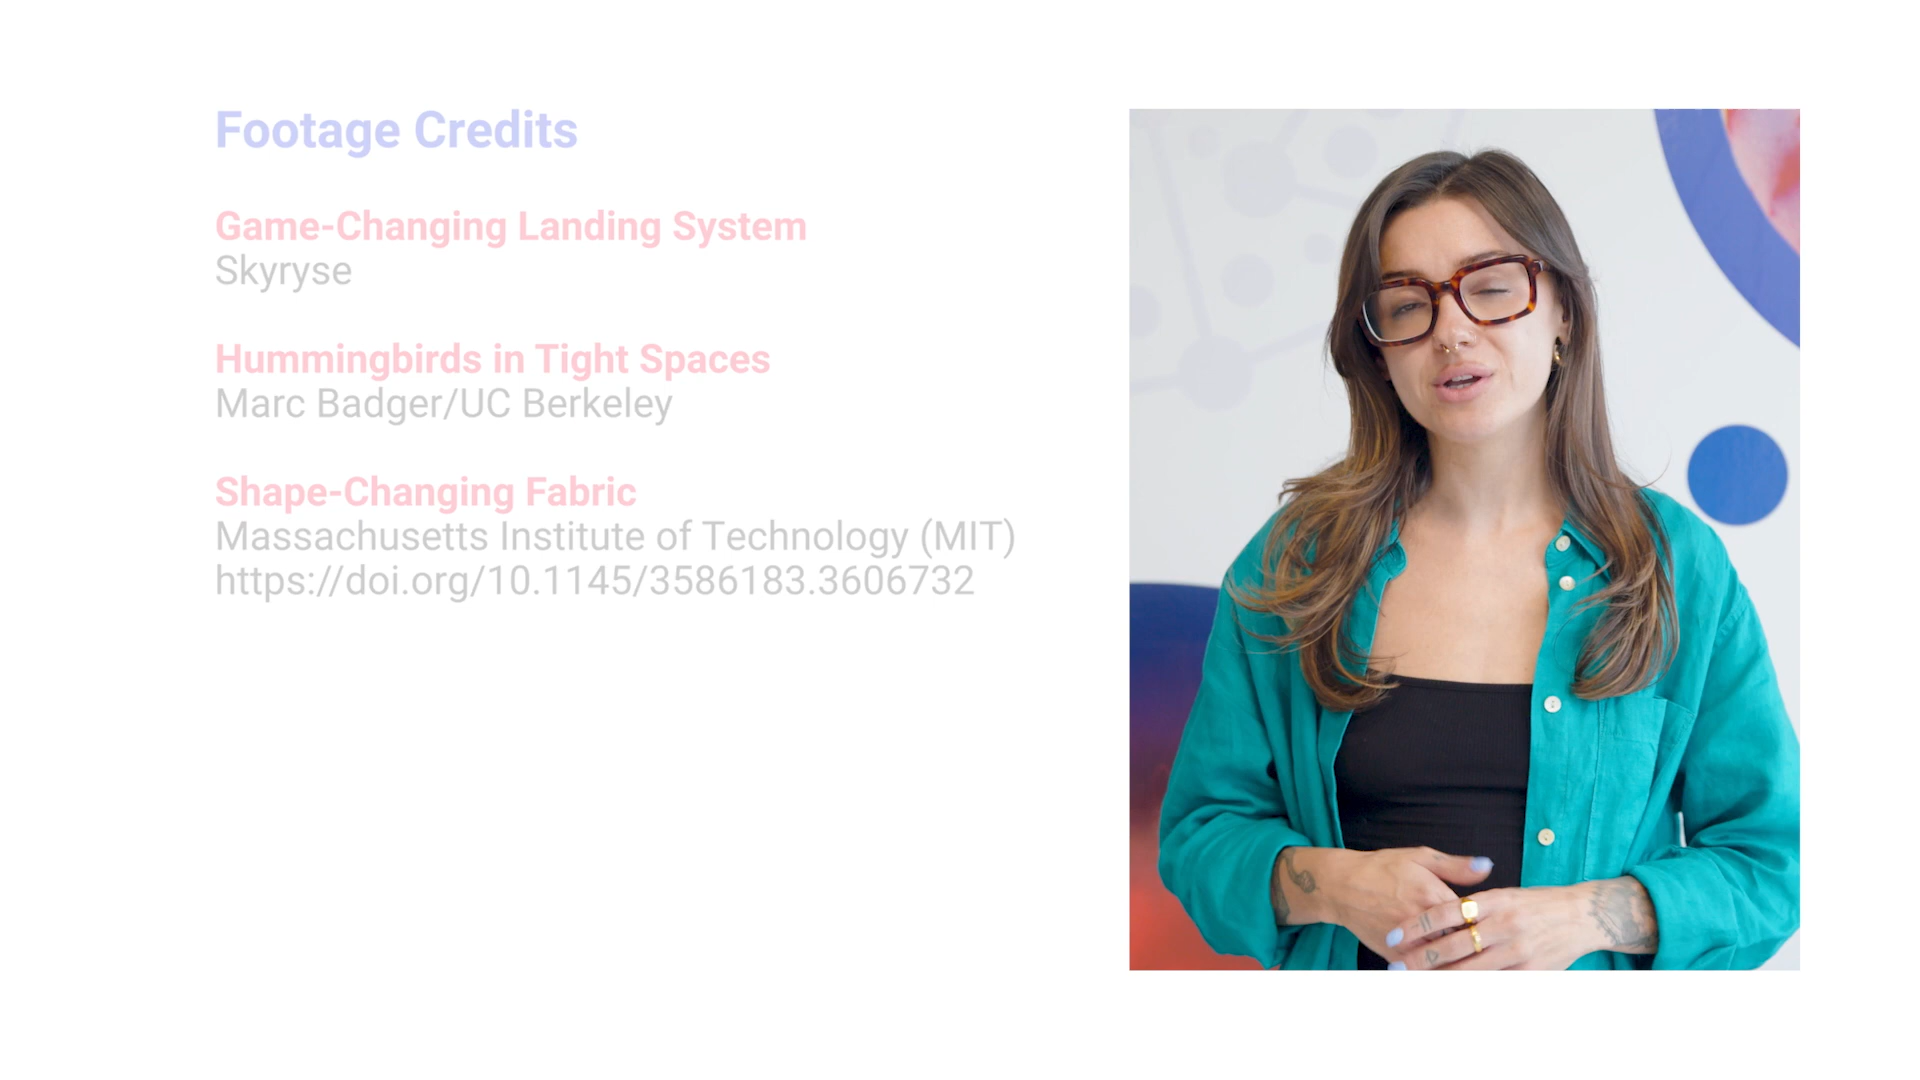 Footage Credits
Game-Changing Landing System
Skyryse
Hummingbirds in Tight Spaces
Marc Badger/UC Berkeley
Shape-Changing Fabric
Massachusetts Institute of Technology (MIT)
https://doi.org/10.1145/3586183.3606732